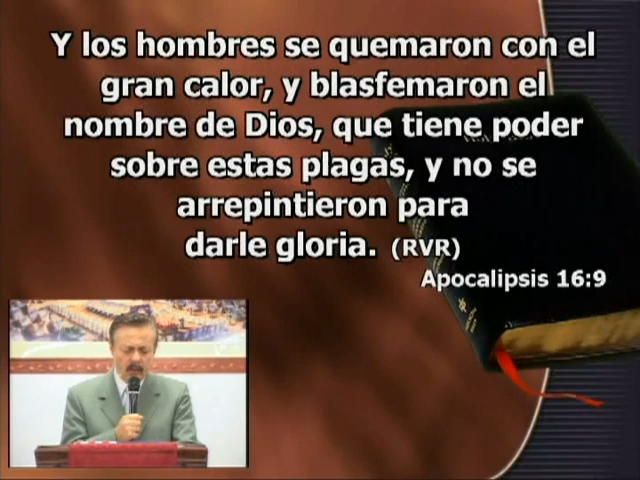 Y los hombres se quemaron con el
gran calor, y blasfemaron el
nombre de Dios, que tiene poder
sobre estas plagas, y no se
arrepintieron para
darle gloria. (RVR)
Apocalipsis 16:9